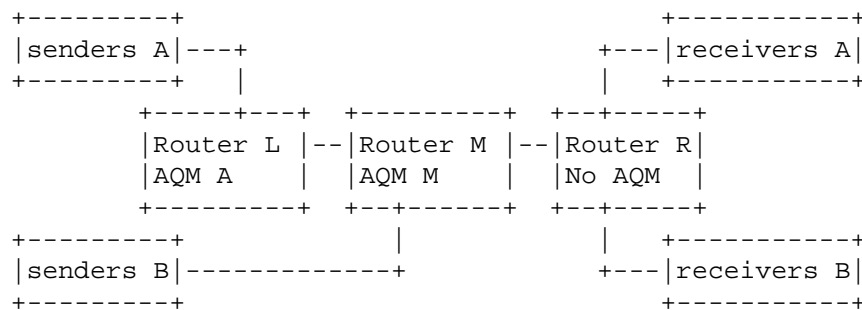 +---------+                              +-----------+
|senders A|---+                      +---|receivers A|
+---------+   |                      |   +-----------+
        +-----+---+  +---------+  +--+-----+
        |Router L |--|Router M |--|Router R|
        |AQM A    |  |AQM M    |  |No AQM  |
        +---------+  +--+------+  +--+-----+
+---------+             |            |   +-----------+
|senders B|-------------+            +---|receivers B|
+---------+                              +-----------+